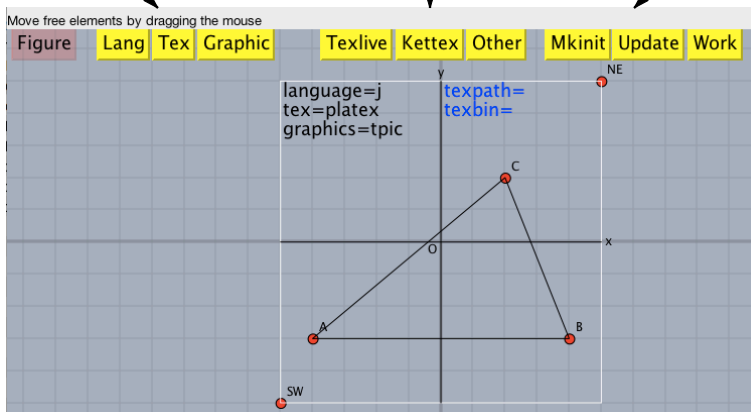 Move free elements by dragging the mouse
Figure Lang Tex Graphic Texlive Kettex Other Mkinit Update Work
NE
y
language=j texpath=
tex=platex texbin=
graphics=tpic
C
O x
A B
SW